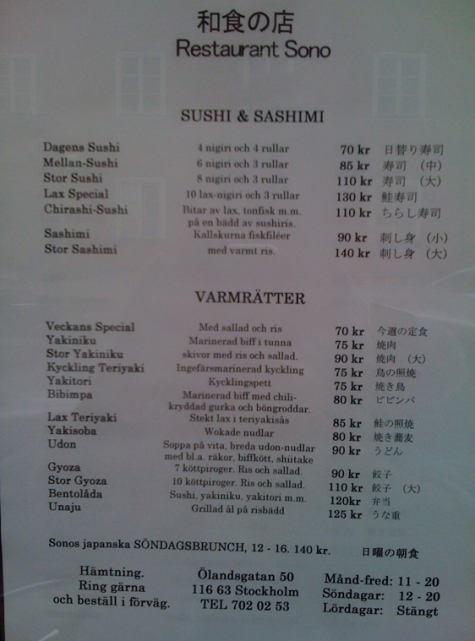 和食の店
Restaurant Sono
SUSHI & SASHIMI
Dagens Sushi 4 nigiri och 4 rullar 70 kr 日替り寿司
Mellan-Sushi 6 nigiri och 3 rullar 85 kr 寿司 （中）
Stor Sushi 8 nigiri och 3 rullar 110 kr 寿司 （大）
Lax Special 10 lax-nigiri och 3 rullar 130 kr 鮭寿司
Chirashi-Sushi Bitar av lax, tonfisk m.m. 110 kr ちらし寿司
på en bädd av sushiris.
Sashimi Kallskurna fiskfiléer 90 kr 刺し身 （小）
Stor Sashimi med varmt ris. 140 kr 刺し身 （大）
VARMRÄTTER
Veckans Special Med sallad och ris 70 kr 今週の定食
Yakiniku Marinerad biff i tunna 75 kr 焼肉
Stor Yakiniku skivor med ris och sallad. 90 kr 焼肉 （大）
Kyckling Teriyaki Ingefärsmarinerad kyckling 75 kr 鳥の照焼
Yakitori Kycklingspett 75 kr 焼き鳥
Bibimpa Marinerad biff med chili- 80 kr ビビンパ
kryddad gurka och böngroddar.
Lax Teriyaki Stekt lax i teriyakisås 85 kr 鮭の照焼
Yakisoba Wokade nudlar 80 kr 焼き蕎麦
Udon Soppa på vita, breda udon-nudlar 90 kr うどん
med bl.a. räkor, biffkött, shiitake
Gyoza 7 köttpiroger. Ris och sallad. 90 kr 餃子
Stor Gyoza 10 köttpiroger. Ris och sallad. 110 kr 餃子 （大）
Bentolåda Sushi, yakiniku, yakitori m.m. 120kr 弁当
Unaju Grillad ål på risbädd 125 kr うな重
Sonos japanska SÖNDAGSBRUNCH, 12 - 16. 140 kr. 日曜の朝食
Hämtning.
Ring gärna
och beställ i förväg.
Ölandsgatan 50
116 63 Stockholm
TEL 702 02 53
Månd-fred: 11 - 20
Söndagar: 12 - 20
Lördagar: Stängt